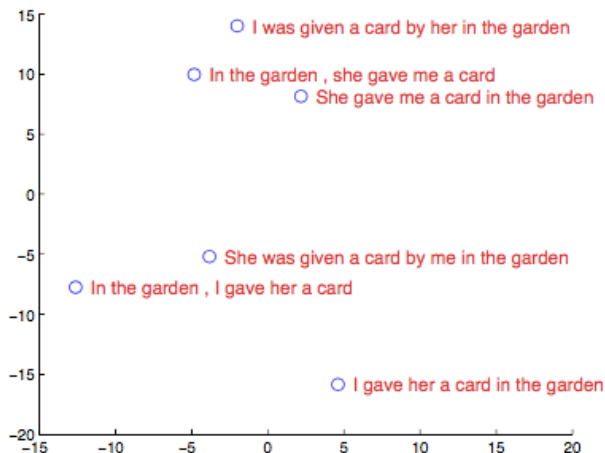 15
I was given a card by her in the garden
10
In the garden , she gave me a card
She gave me a card in the garden
5
0
−5
She was given a card by me in the garden
In the garden , I gave her a card
−10
−15
I gave her a card in the garden
−20
−15 −10 −5 0 5 10 15 20